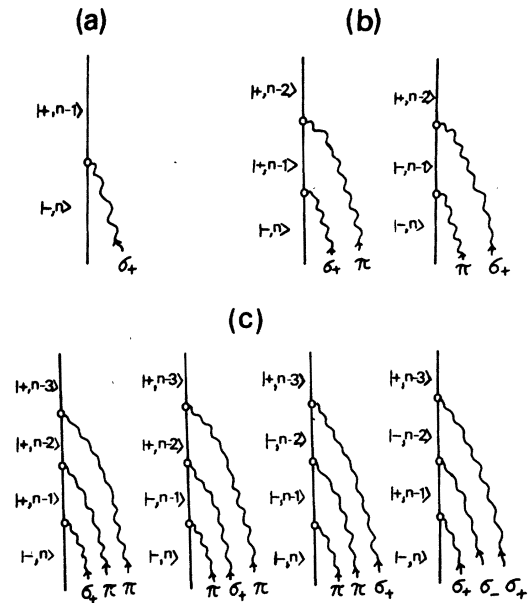 (a)
|+,n-1⟩
|-,n⟩
σ₊
(b)
|+,n-2⟩
|+,n-1⟩
|-,n⟩
σ₊ π
|+,n-2⟩
|-,n-1⟩
|-,n⟩
π σ₊
(c)
|+,n-3⟩
|+,n-2⟩
|+,n-1⟩
|-,n⟩
σ₊ π π
|+,n-3⟩
|+,n-2⟩
|-,n-1⟩
|-,n⟩
π σ₊ π
|+,n-3⟩
|-,n-2⟩
|-,n-1⟩
|-,n⟩
π π σ₊
|+,n-3⟩
|-,n-2⟩
|+,n-1⟩
|-,n⟩
σ₊ σ₋ σ₊